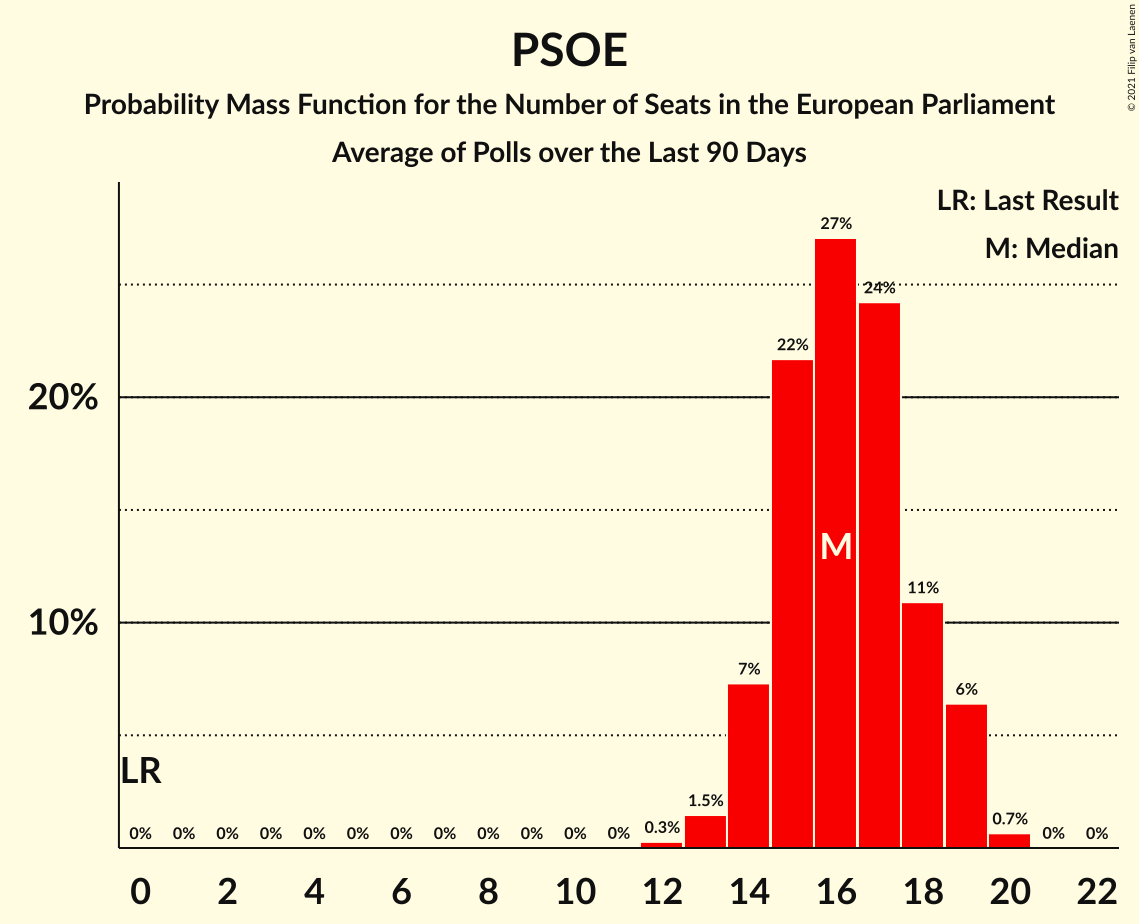 PSOE
Probability Mass Function for the Number of Seats in the European Parliament
Average of Polls over the Last 90 Days
© 2021 Filip van Laenen
LR: Last Result
M: Median
27%
24%
22%
20%
M
11%
10%
7%
6%
LR
1.5%
0.7%
0.3%
0% 0% 0% 0% 0% 0% 0% 0% 0% 0% 0% 0% 0% 0%
0 2 4 6 8 10 12 14 16 18 20 22